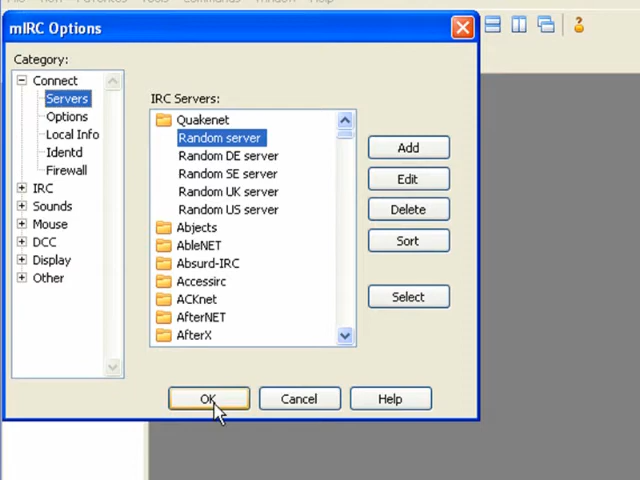 mIRC Options
Category:
Connect
Servers
Options
Local Info
Identd
Firewall
IRC
Sounds
Mouse
DCC
Display
Other
IRC Servers:
Quakenet
Random server
Random DE server
Random SE server
Random UK server
Random US server
Abjects
AbleNET
Absurd-IRC
Accessirc
ACKnet
AfterNET
AfterX
Add
Edit
Delete
Sort
Select
OK
Cancel
Help